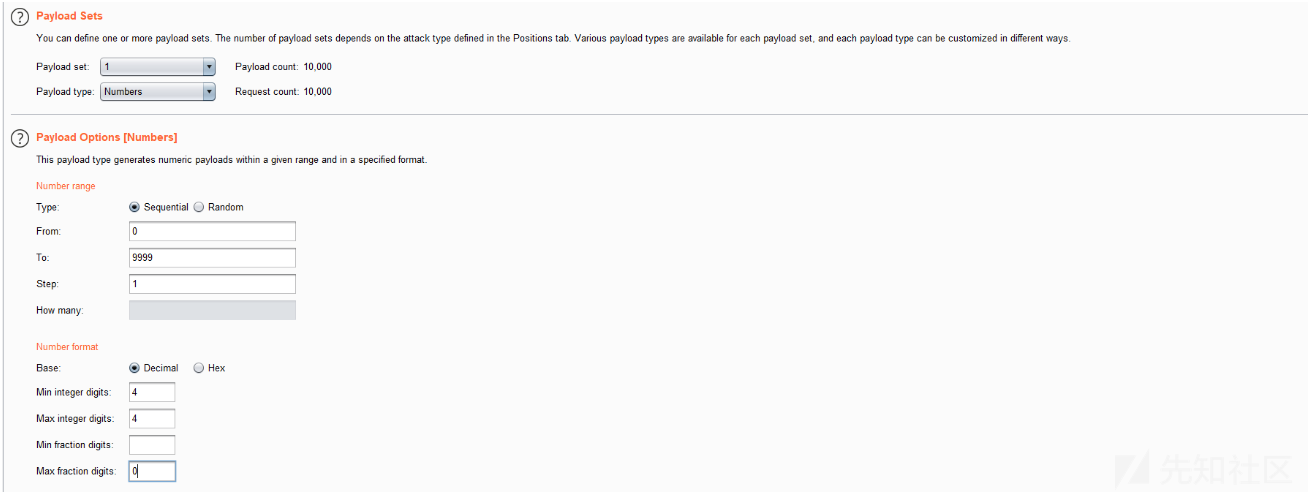 Payload Sets
You can define one or more payload sets. The number of payload sets depends on the attack type defined in the Positions tab. Various payload types are available for each payload set, and each payload type can be customized in different ways.
Payload set: 1 Payload count: 10,000
Payload type: Numbers Request count: 10,000
Payload Options [Numbers]
This payload type generates numeric payloads within a given range and in a specified format.
Number range
Type: Sequential Random
From: 0
To: 9999
Step: 1
How many:
Number format
Base: Decimal Hex
Min integer digits: 4
Max integer digits: 4
Min fraction digits:
Max fraction digits: 0
先知社区